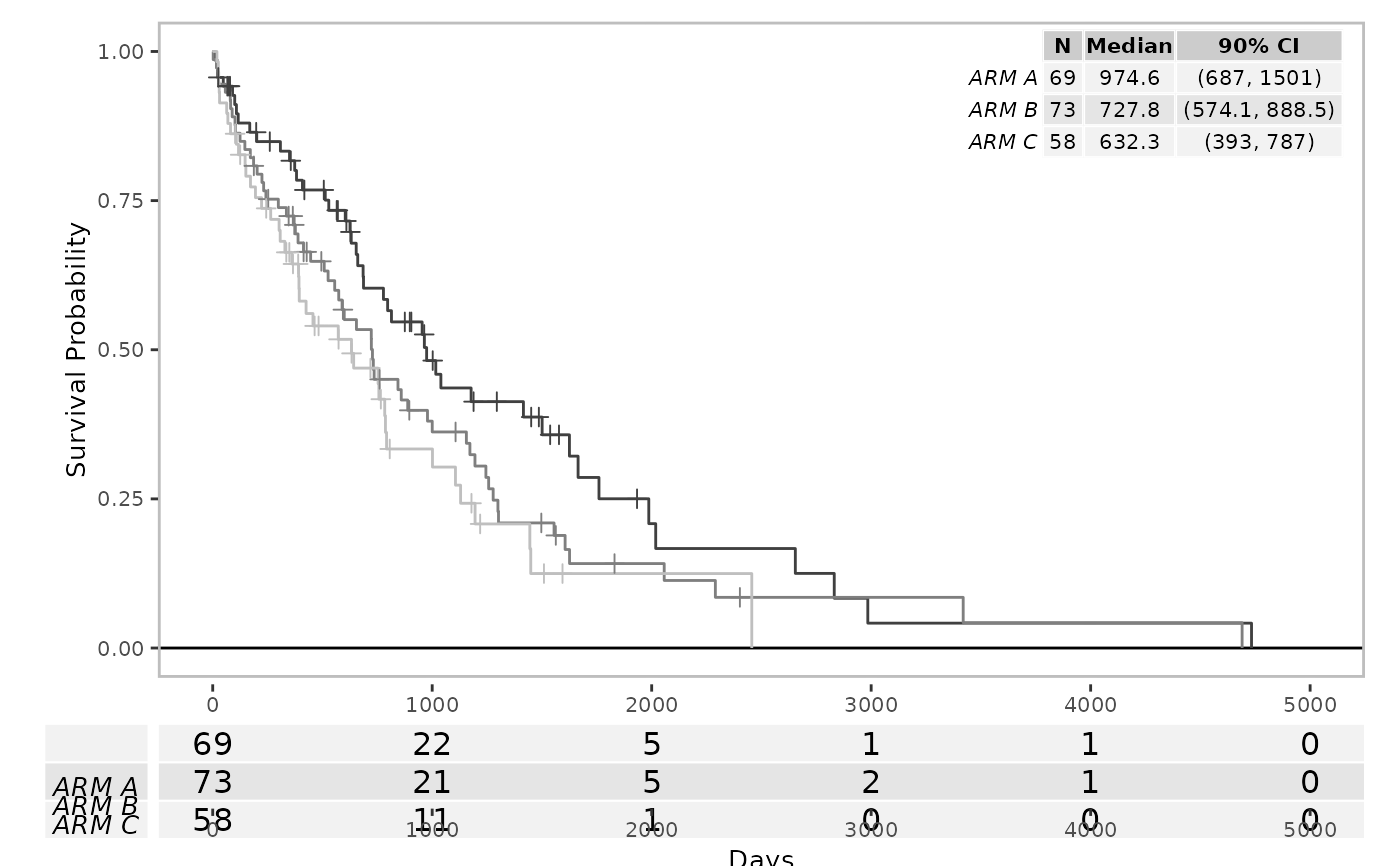 1.00
0.75
0.50
0.25
0.00
Survival Probability
N Median 90% CI
ARM A 69 974.6 (687, 1501)
ARM B 73 727.8 (574.1, 888.5)
ARM C 58 632.3 (393, 787)
0 1000 2000 3000 4000 5000
69 22 5 1 1 0
ARM A 73 21 5 2 1 0
ARM B
ARM C 58 11 1 0 0 0
0 1000 2000 3000 4000 5000
Days